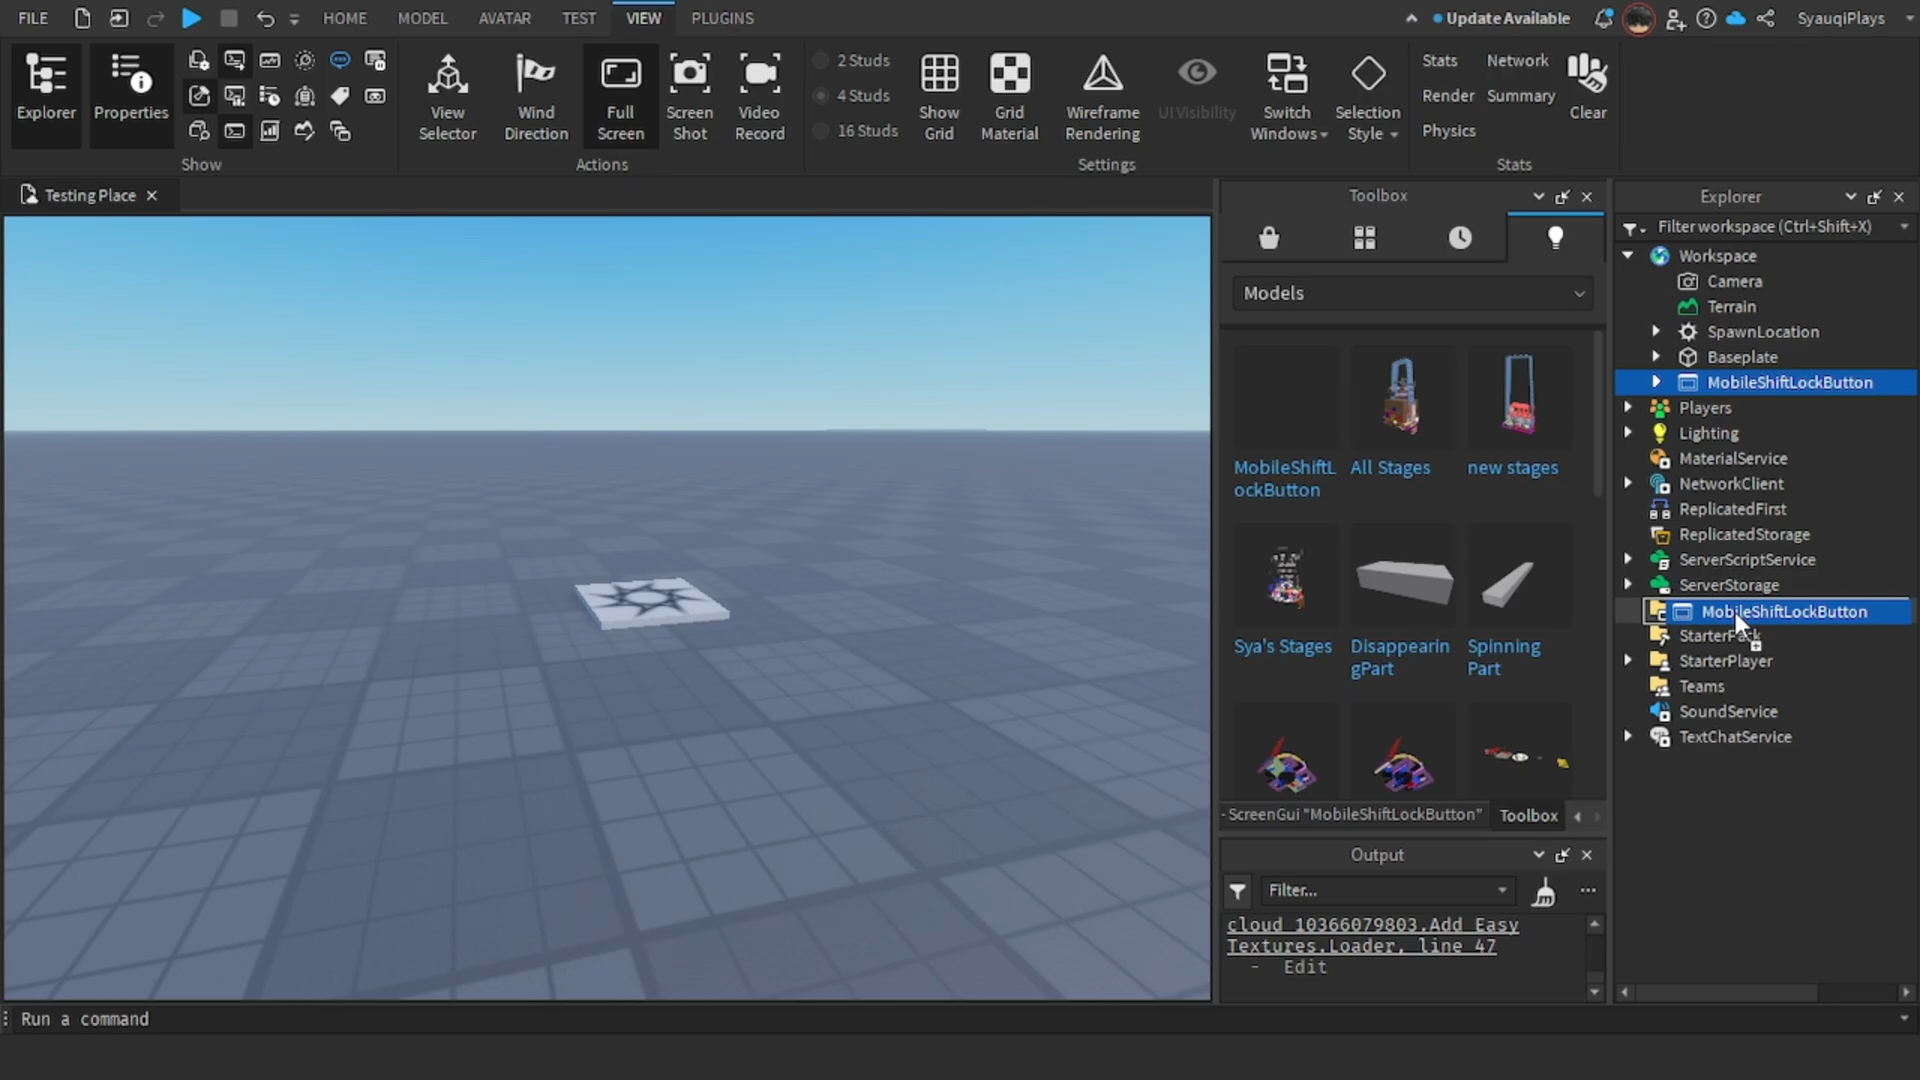 FILE HOME MODEL AVATAR TEST VIEW PLUGINS Update Available SyauqiPlays
Explorer
Properties
Show
View
Selector
Wind
Direction
Full
Screen
Screen
Shot
Video
Record
Actions
2 Studs
4 Studs
16 Studs
Show
Grid
Grid
Material
Wireframe
Rendering
UI Visibility
Switch
Windows
Selection
Style
Settings
Stats Network
Render Summary
Physics
Clear
Stats
Testing Place
Toolbox
Models
MobileShiftL
ockButton
All Stages
new stages
Sya's Stages
Disappearin
gPart
Spinning
Part
- ScreenGui "MobileShiftLockButton" Toolbox
Output
Filter...
cloud_10366079803.Add Easy
Textures.Loader, line 47
- Edit
Explorer
Filter workspace (Ctrl+Shift+X)
Workspace
Camera
Terrain
SpawnLocation
Baseplate
MobileShiftLockButton
Players
Lighting
MaterialService
NetworkClient
ReplicatedFirst
ReplicatedStorage
ServerScriptService
ServerStorage
MobileShiftLockButton
StarterPack
StarterPlayer
Teams
SoundService
TextChatService
Run a command